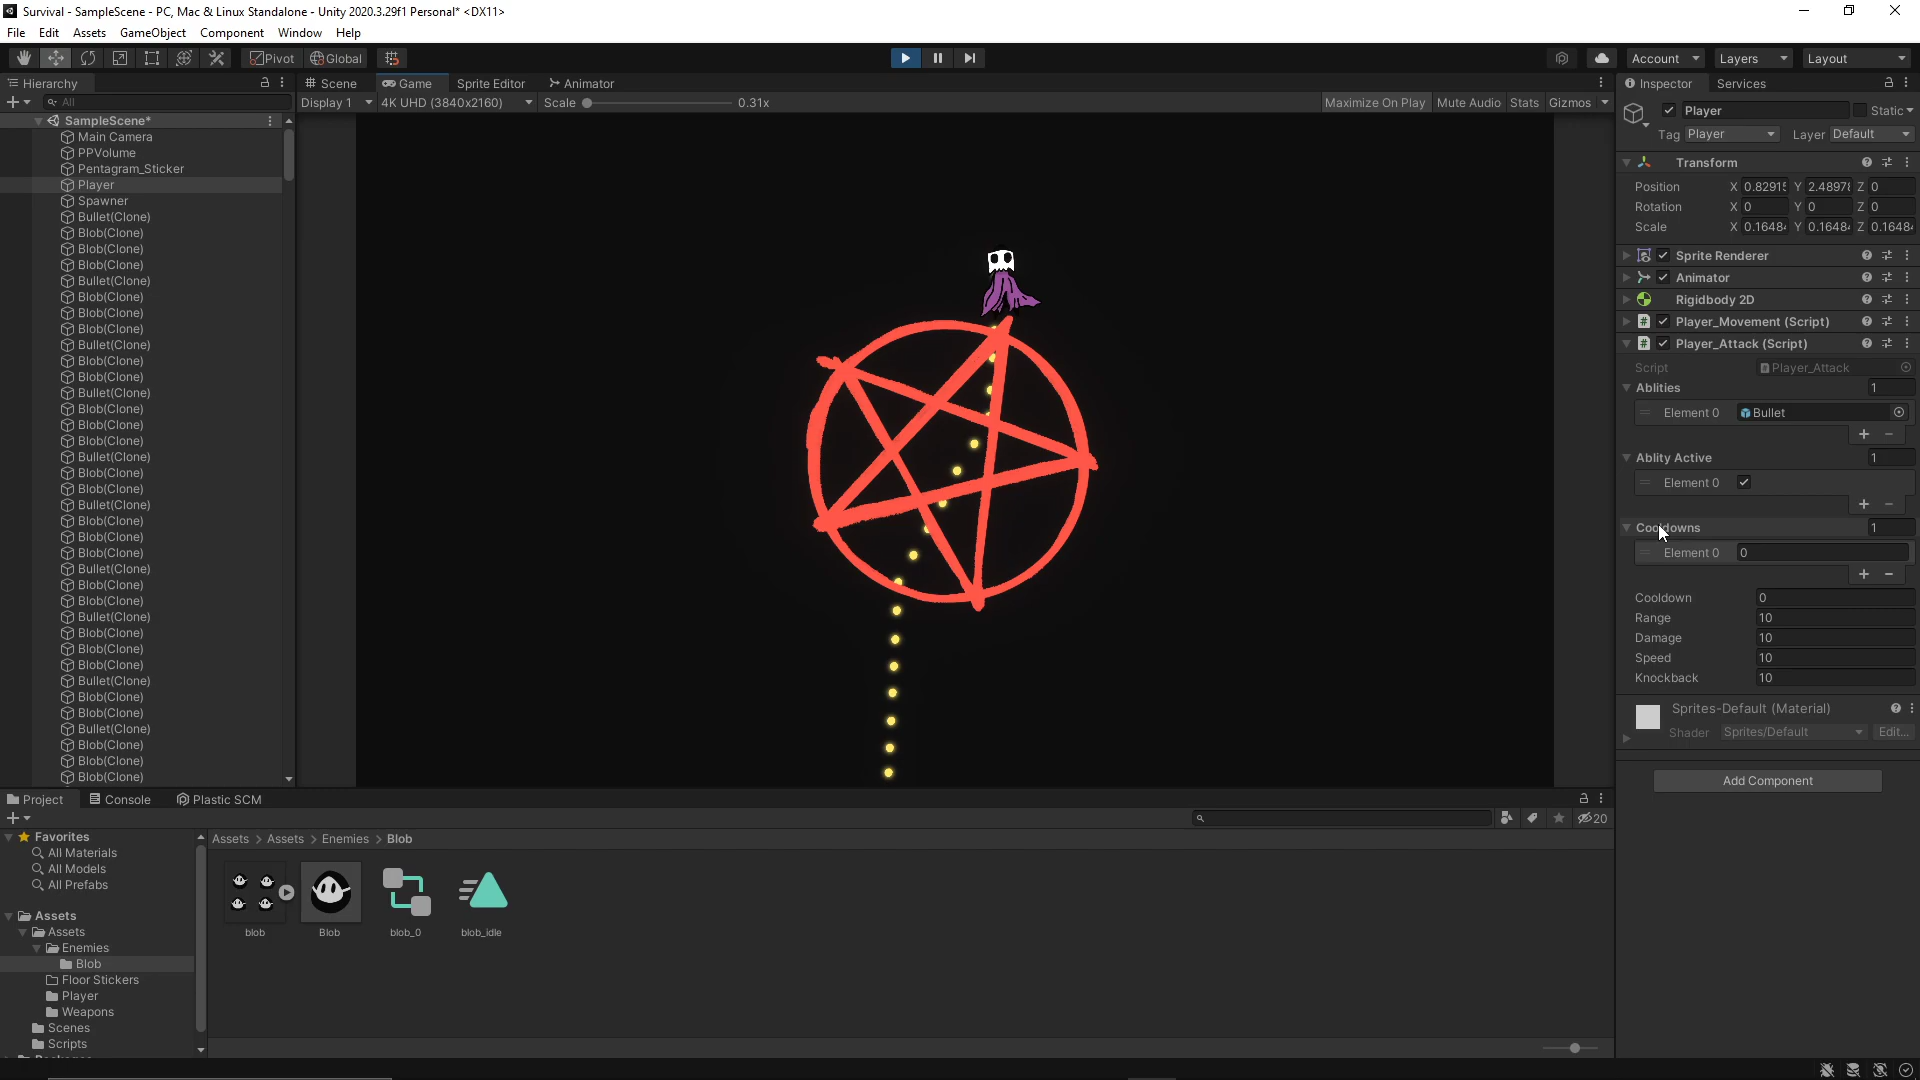 Survival - SampleScene - PC, Mac & Linux Standalone - Unity 2020.3.29f1 Personal* <DX11>
File Edit Assets GameObject Component Window Help
Pivot Global Account Layers Layout
Hierarchy
All
SampleScene*
Main Camera
PPVolume
Pentagram_Sticker
Player
Spawner
Bullet(Clone)
Blob(Clone)
Blob(Clone)
Blob(Clone)
Bullet(Clone)
Blob(Clone)
Blob(Clone)
Blob(Clone)
Bullet(Clone)
Blob(Clone)
Blob(Clone)
Bullet(Clone)
Blob(Clone)
Blob(Clone)
Blob(Clone)
Bullet(Clone)
Blob(Clone)
Blob(Clone)
Bullet(Clone)
Blob(Clone)
Blob(Clone)
Blob(Clone)
Bullet(Clone)
Blob(Clone)
Blob(Clone)
Bullet(Clone)
Blob(Clone)
Blob(Clone)
Blob(Clone)
Bullet(Clone)
Blob(Clone)
Blob(Clone)
Bullet(Clone)
Blob(Clone)
Blob(Clone)
Blob(Clone)
Scene Game Sprite Editor Animator
Display 1 4K UHD (3840x2160) Scale 0.31x Maximize On Play Mute Audio Stats Gizmos
Inspector Services
Player Static
Tag Player Layer Default
Transform
Position X 0.82915 Y 2.48978 Z 0
Rotation X 0 Y 0 Z 0
Scale X 0.1648 Y 0.1648 Z 0.1648
Sprite Renderer
Animator
Rigidbody 2D
Player_Movement (Script)
Player_Attack (Script)
Script Player_Attack
Ablities 1
Element 0 Bullet
Ablity Active 1
Element 0
Cooldowns 1
Element 0 0
Cooldown 0
Range 10
Damage 10
Speed 10
Knockback 10
Sprites-Default (Material)
Shader Sprites/Default Edit...
Add Component
Project Console Plastic SCM
20
Favorites
All Materials
All Models
All Prefabs
Assets
Assets
Enemies
Blob
Floor Stickers
Player
Weapons
Scenes
Scripts
Assets > Assets > Enemies > Blob
blob Blob blob_0 blob_idle